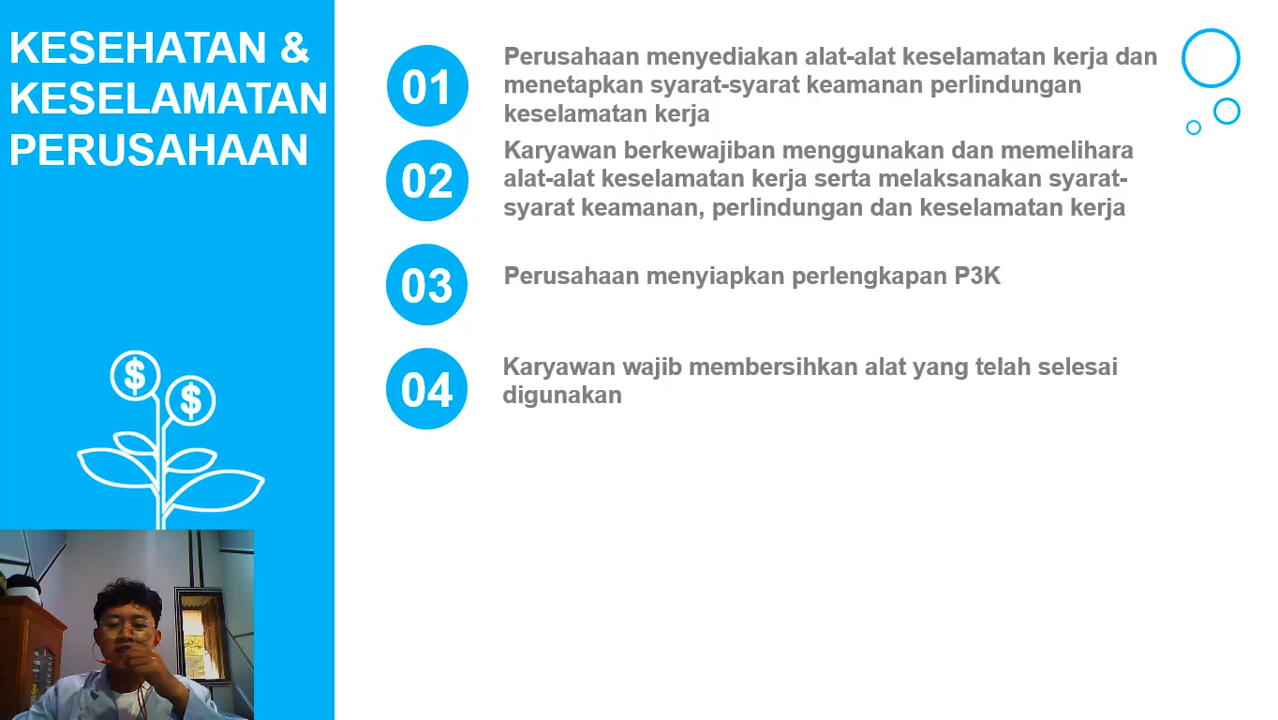 KESEHATAN &
KESELAMATAN
PERUSAHAAN
01
Perusahaan menyediakan alat-alat keselamatan kerja dan
menetapkan syarat-syarat keamanan perlindungan
keselamatan kerja
02
Karyawan berkewajiban menggunakan dan memelihara
alat-alat keselamatan kerja serta melaksanakan syarat-
syarat keamanan, perlindungan dan keselamatan kerja
03
Perusahaan menyiapkan perlengkapan P3K
04
Karyawan wajib membersihkan alat yang telah selesai
digunakan
$
$